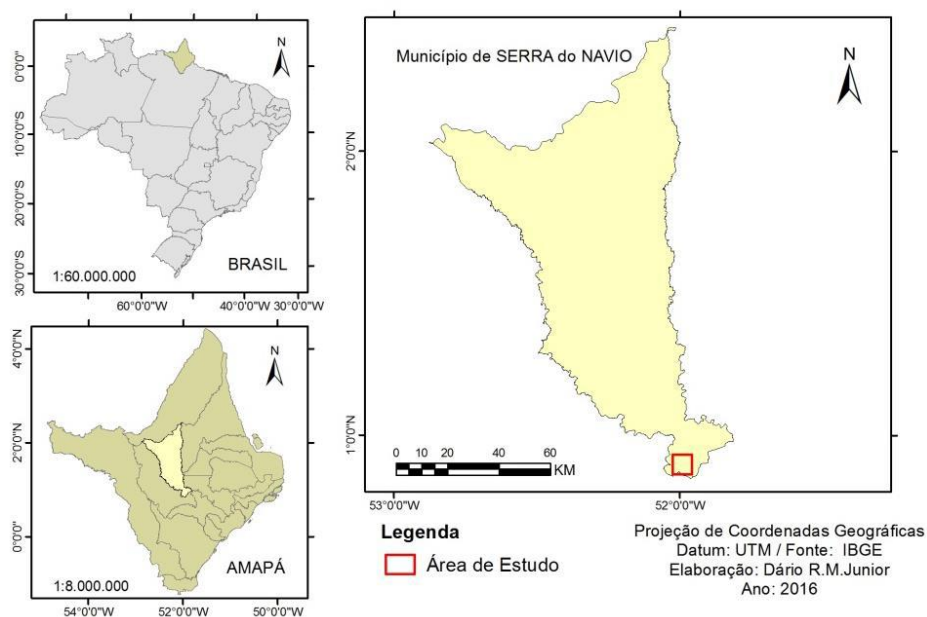 N
0°0'0"
10°0'0"S
20°0'0"S
30°0'0"S
1:60.000.000
BRASIL
60°0'0"W
40°0'0"W
30°0'0"W
N
4°0'0"N
2°0'0"N
0°0'0"
1:8.000.000
AMAPÁ
54°0'0"W
52°0'0"W
50°0'0"W
Município de SERRA do NAVIO
N
2°0'0"N
1°0'0"N
0 10 20 40 60
KM
53°0'0"W
52°0'0"W
Legenda
Área de Estudo
Projeção de Coordenadas Geográficas
Datum: UTM / Fonte: IBGE
Elaboração: Dário R.M.Junior
Ano: 2016